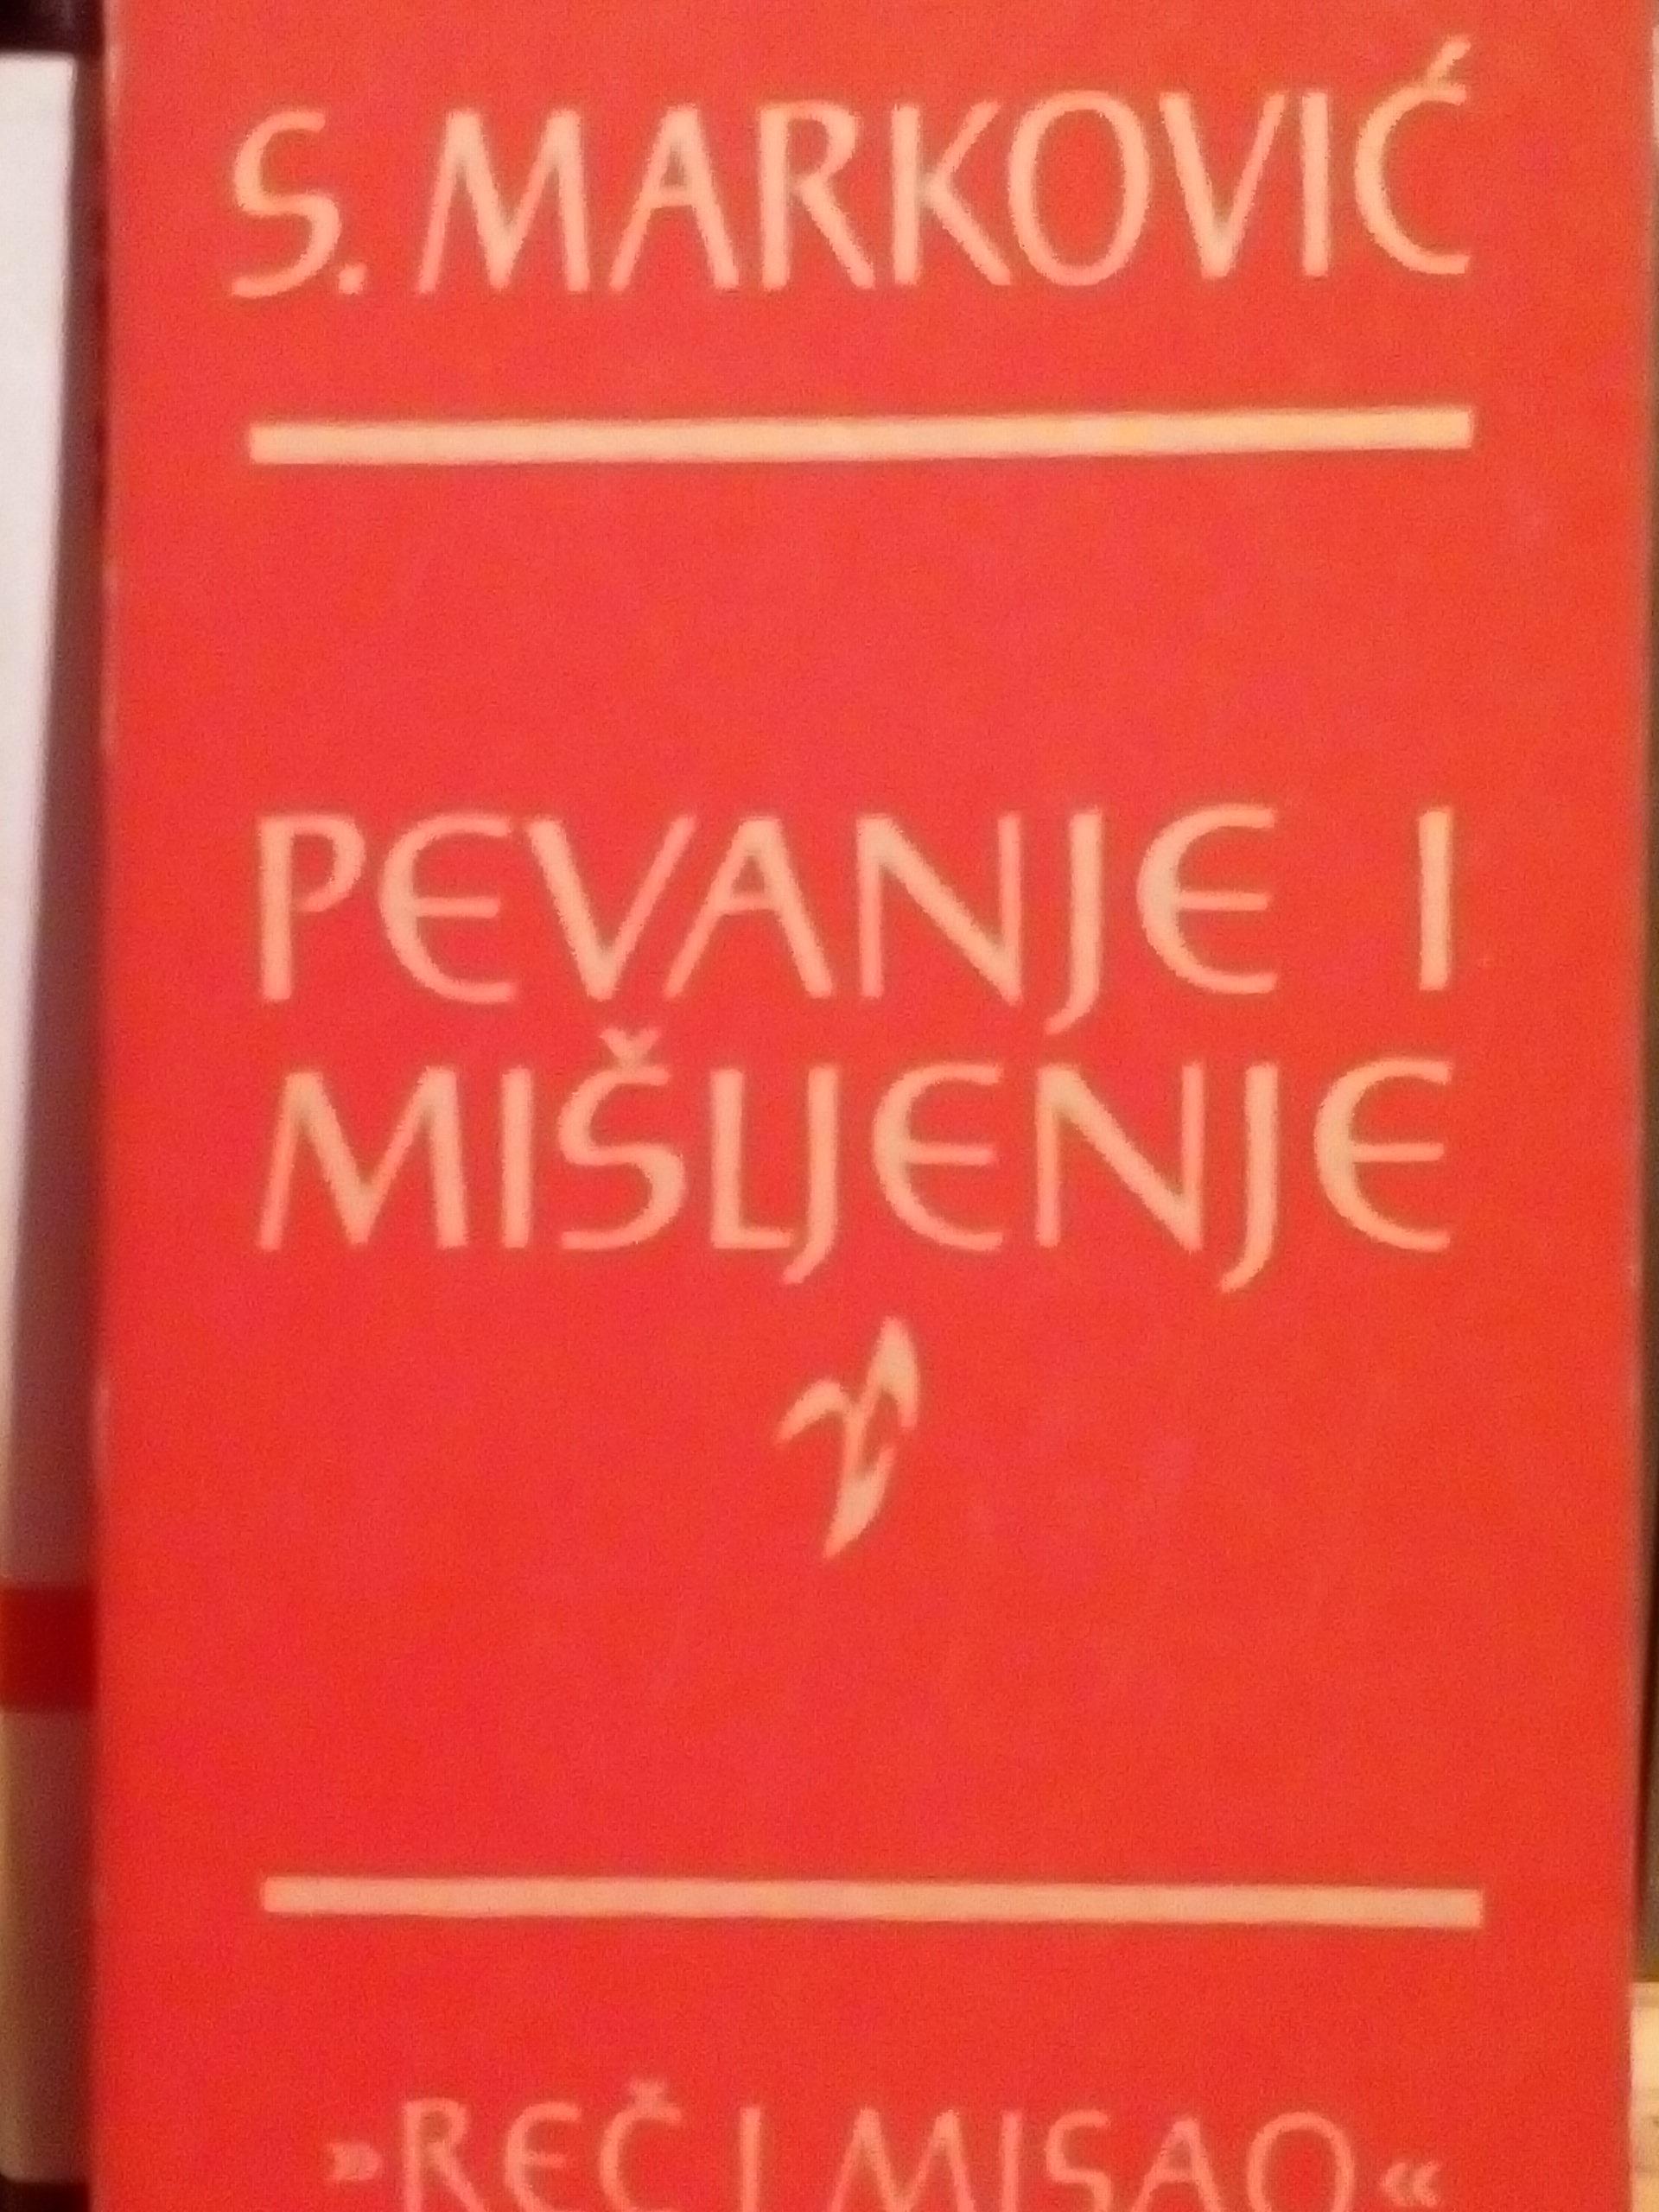 S. MARKOVIĆ
PEVANJE I
MIŠLJENJE
»REČ I MISAO«